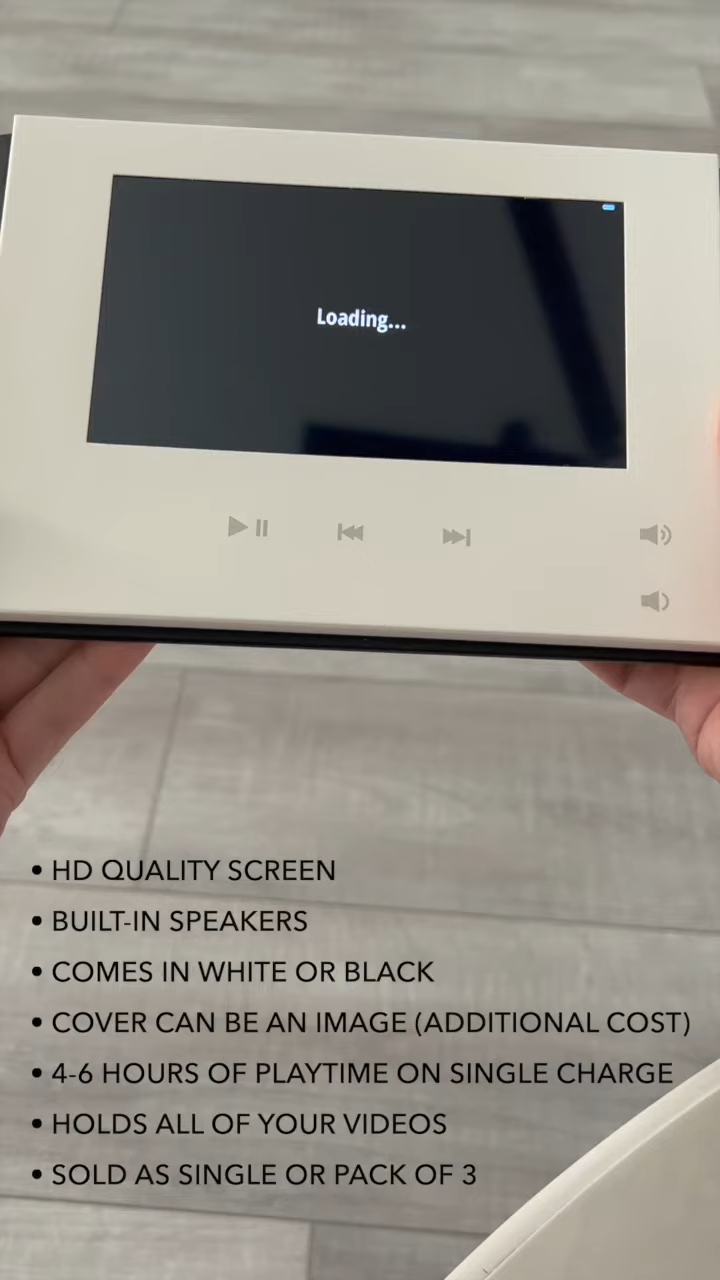 Loading...
• HD QUALITY SCREEN
• BUILT-IN SPEAKERS
• COMES IN WHITE OR BLACK
• COVER CAN BE AN IMAGE (ADDITIONAL COST)
• 4-6 HOURS OF PLAYTIME ON SINGLE CHARGE
• HOLDS ALL OF YOUR VIDEOS
• SOLD AS SINGLE OR PACK OF 3